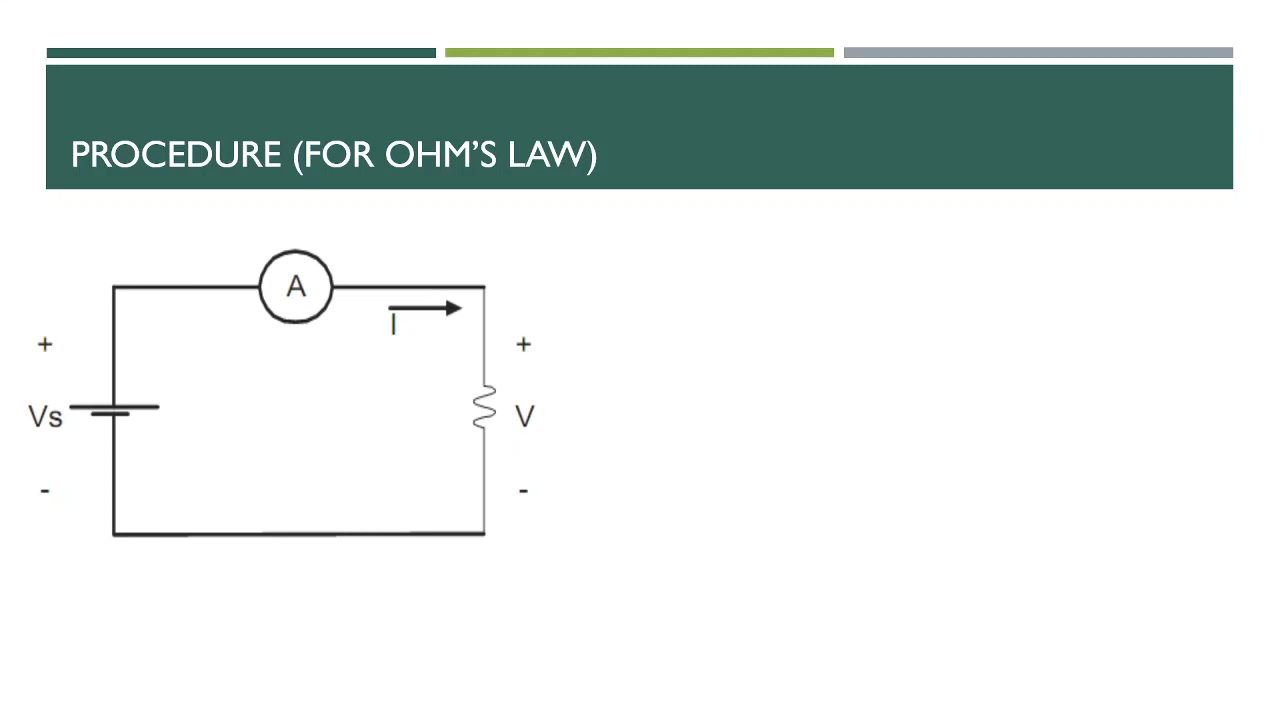 PROCEDURE (FOR OHM'S LAW)
A
I
+
+
Vs
V
-
-